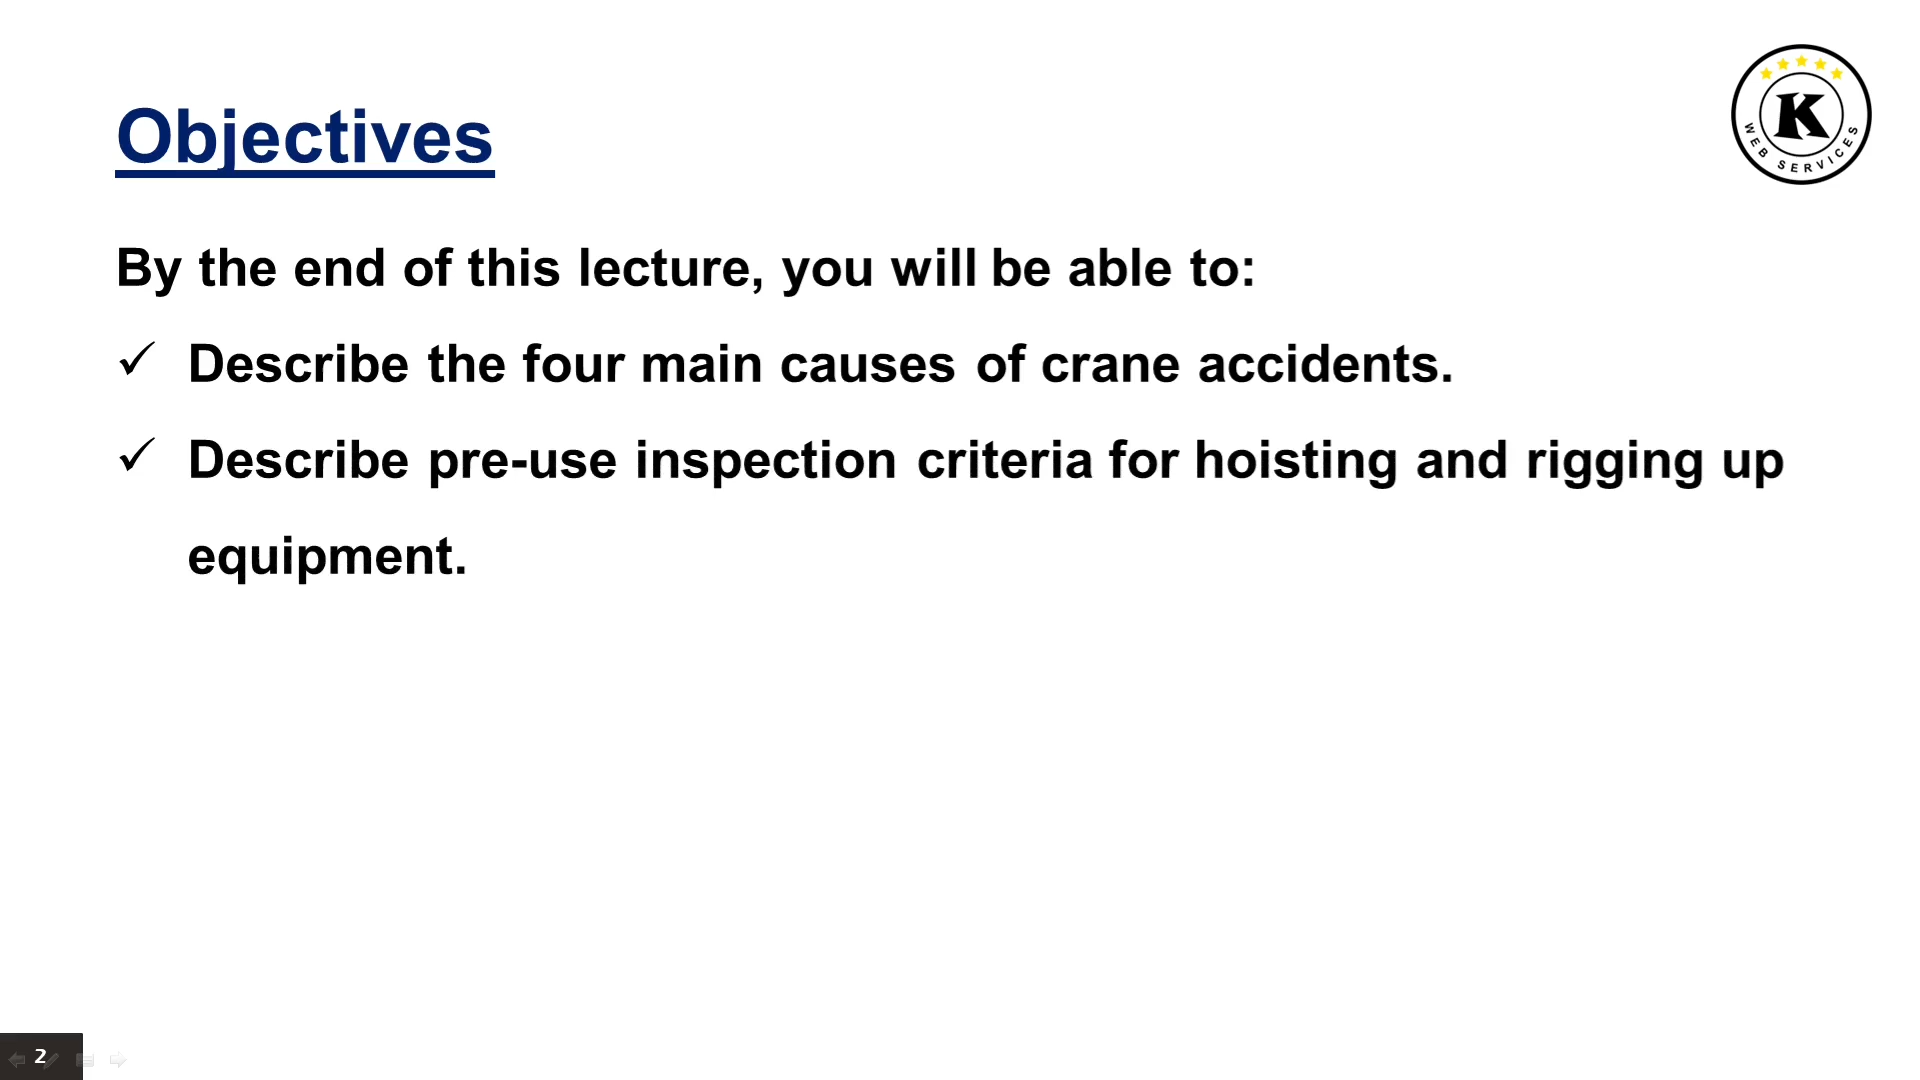 Objectives
K
WEB SERVICES
By the end of this lecture, you will be able to:
✓ Describe the four main causes of crane accidents.
✓ Describe pre-use inspection criteria for hoisting and rigging up
equipment.
2